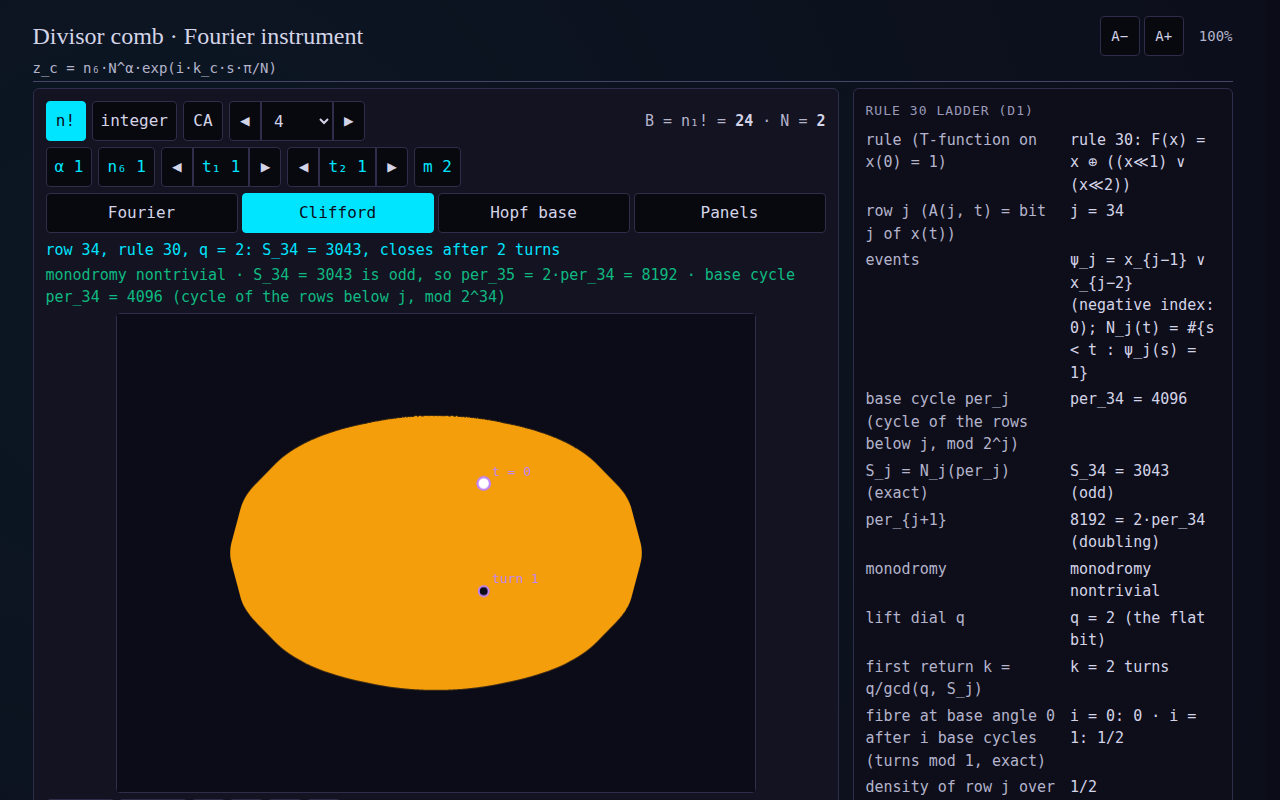 Divisor comb · Fourier instrument
A− A+ 100%
z_c = n₆·N^α·exp(i·k_c·s·π/N)
n! integer CA ◀ 4 ▶ B = n₁! = 24 · N = 2
α 1 n₆ 1 ◀ t₁ 1 ▶ ◀ t₂ 1 ▶ m 2
Fourier Clifford Hopf base Panels
row 34, rule 30, q = 2: S_34 = 3043, closes after 2 turns
monodromy nontrivial · S_34 = 3043 is odd, so per_35 = 2·per_34 = 8192 · base cycle
per_34 = 4096 (cycle of the rows below j, mod 2^34)
turn 1
RULE 30 LADDER (D1)
rule (T-function on rule 30: F(x) =
x(0) = 1) x ⊕ ((x≪1) ∨
(x≪2))
row j (A(j, t) = bit j = 34
j of x(t))
events ψ_j = x_{j−1} ∨
x_{j−2}
(negative index:
0); N_j(t) = #{s
< t : ψ_j(s) =
1}
base cycle per_j per_34 = 4096
(cycle of the rows
below j, mod 2^j)
S_j = N_j(per_j) S_34 = 3043
(exact) (odd)
per_{j+1} 8192 = 2·per_34
(doubling)
monodromy monodromy
nontrivial
lift dial q q = 2 (the flat
bit)
first return k = k = 2 turns
q/gcd(q, S_j)
fibre at base angle 0 i = 0: 0 · i =
after i base cycles 1: 1/2
(turns mod 1, exact)
density of row j over 1/2